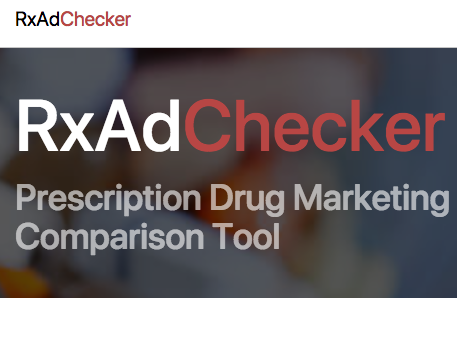 RxAdChecker
RxAdChecker
Prescription Drug Marketing
Comparison Tool